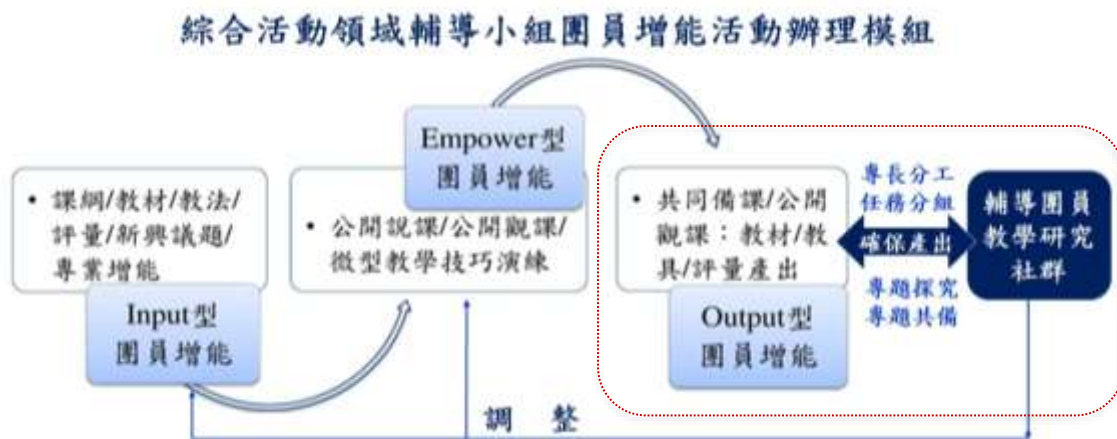 綜合活動領域輔導小組團員增能活動辦理模組
Empower型
團員增能
• 課綱/教材/教法/
評量/新興議題/
專業增能
Input型
團員增能
• 公開說課/公開觀課/
微型教學技巧演練
• 共同備課/公開
觀課：教材/教
具/評量產出
Output型
團員增能
專長分工
任務分組
確保產出
專題探究
專題共備
輔導團員
教學研究
社群
調 整